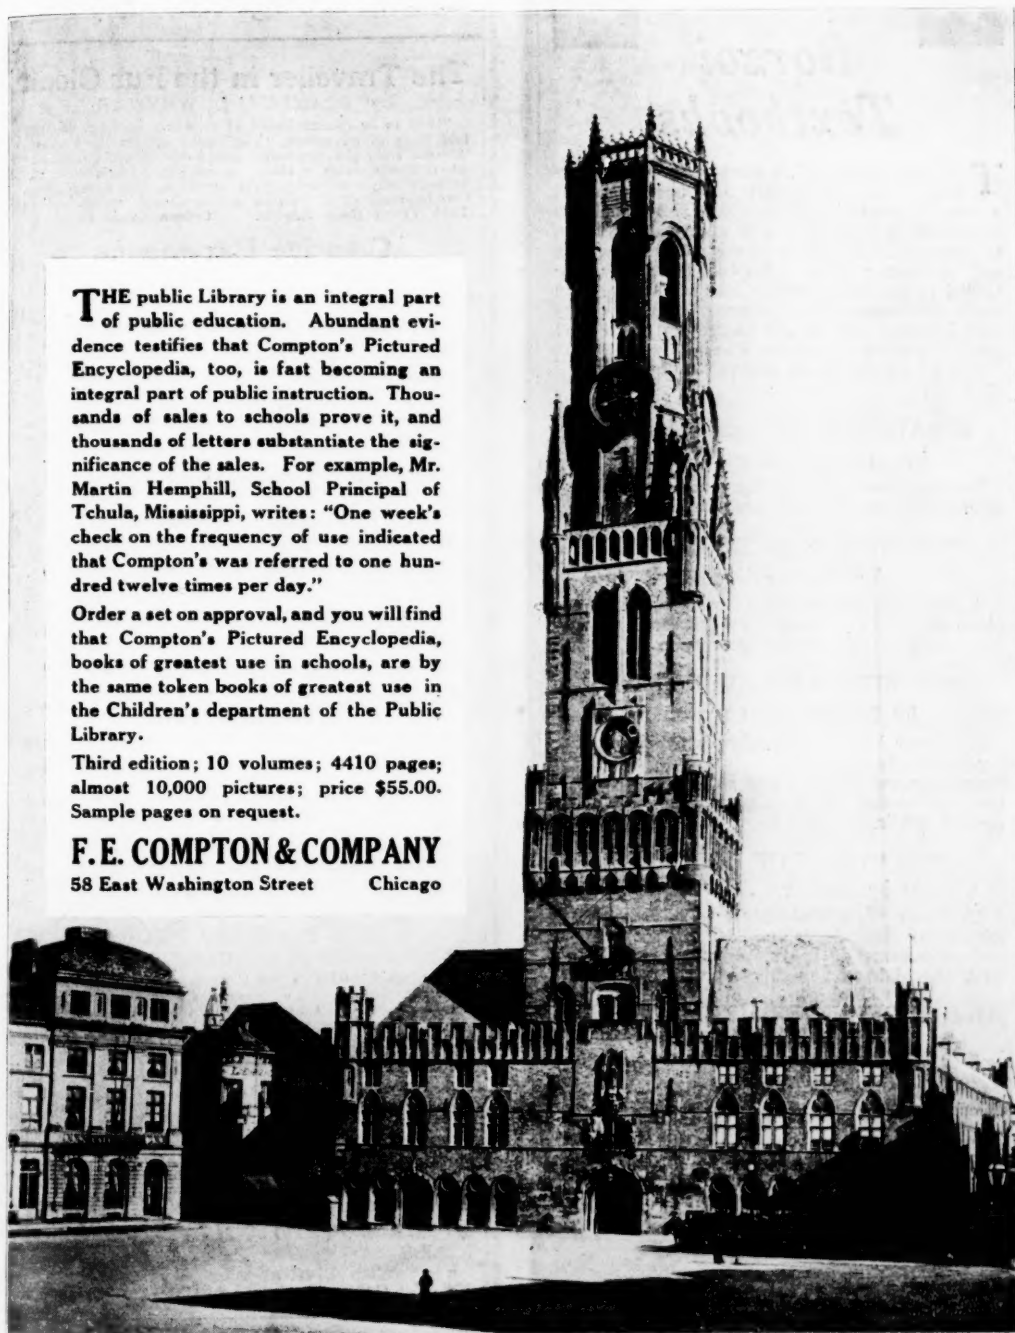 The Traveller in the
THE public Library is an integral part
of public education. Abundant evi-
dence testifies that Compton's Pictured
Encyclopedia, too, is fast becoming an
integral part of public instruction. Thou-
sands of sales to schools prove it, and
thousands of letters substantiate the sig-
nificance of the sales. For example, Mr.
Martin Hemphill, School Principal of
Tchula, Mississippi, writes: "One week's
check on the frequency of use indicated
that Compton's was referred to one hun-
dred twelve times per day."
Order a set on approval, and you will find
that Compton's Pictured Encyclopedia,
books of greatest use in schools, are by
the same token books of greatest use in
the Children's department of the Public
Library.
Third edition; 10 volumes; 4410 pages;
almost 10,000 pictures; price $55.00.
Sample pages on request.
F. E. COMPTON & COMPANY
58 East Washington Street Chicago